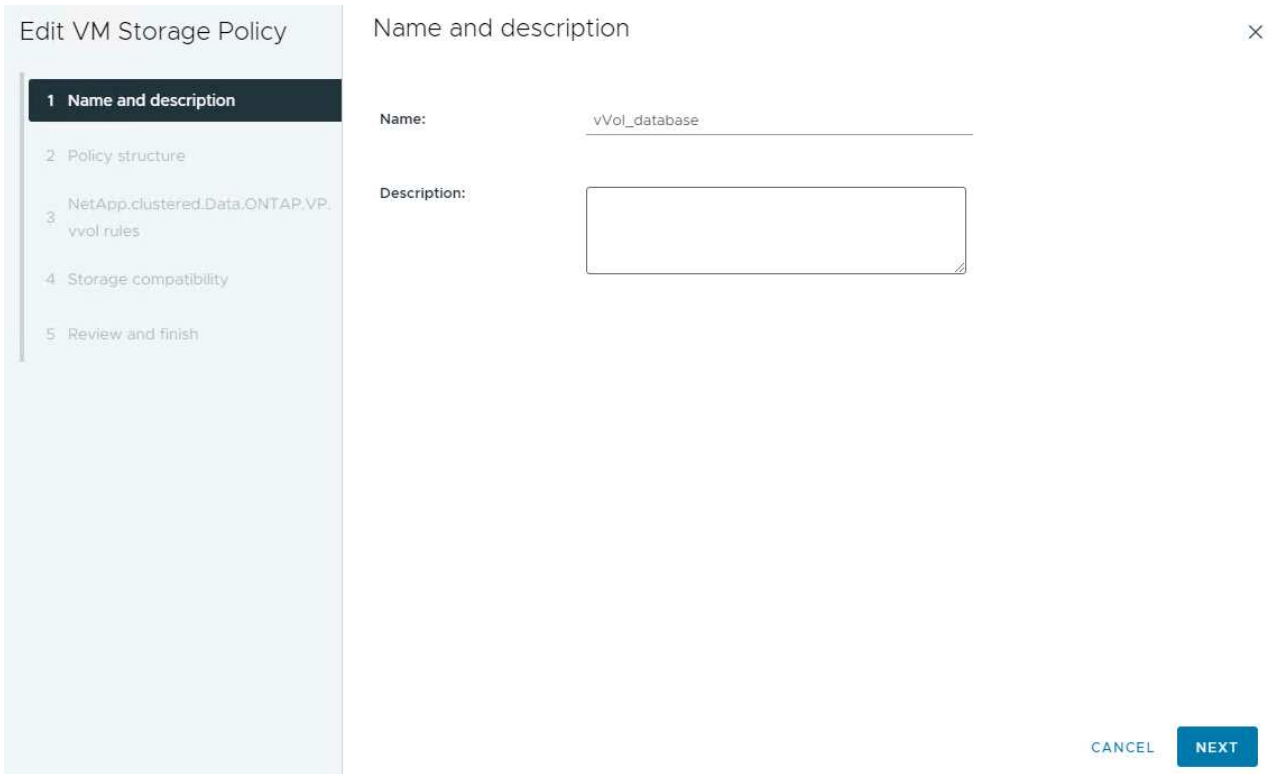 Edit VM Storage Policy
1 Name and description
2 Policy structure
3 NetApp.clustered.Data.ONTAP.VP.
vvol rules
4 Storage compatibility
5 Review and finish
Name and description
Name: vVol_database
Description:
CANCEL NEXT